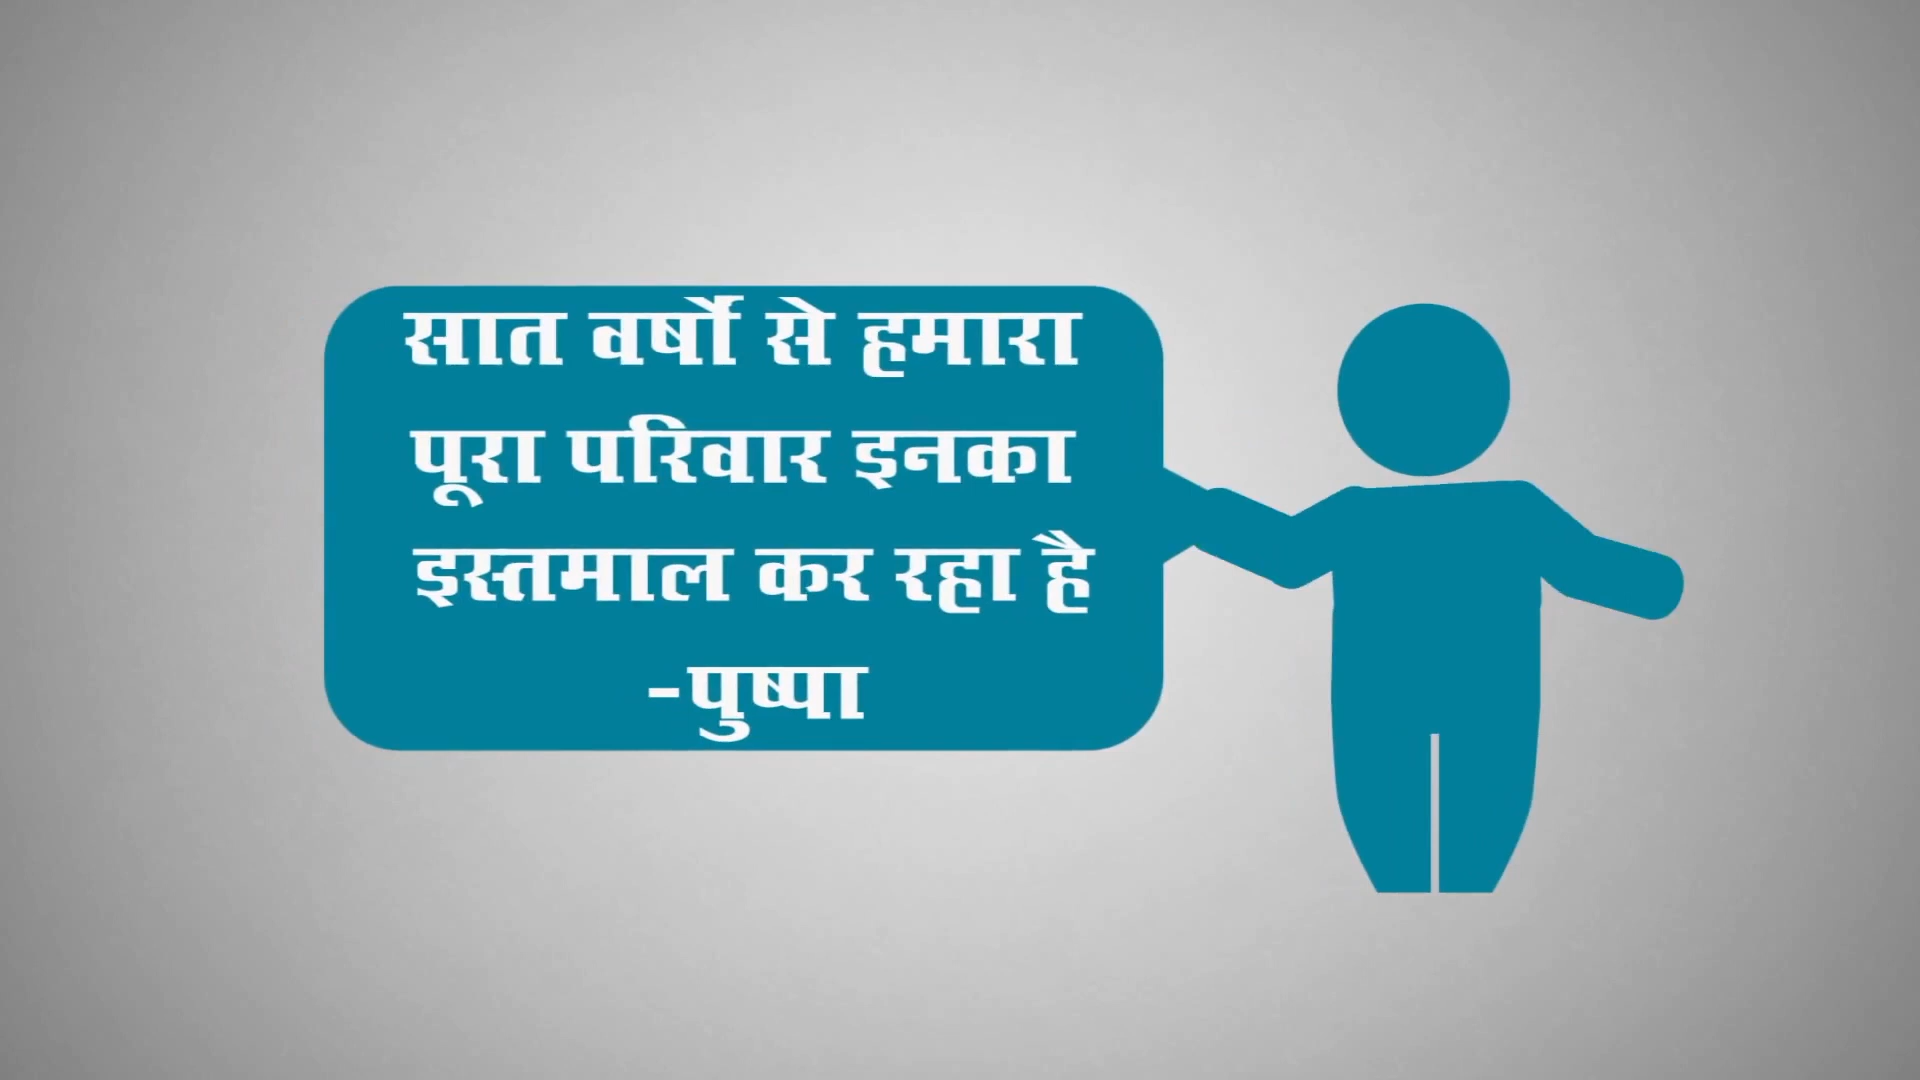 सात वर्षो से हमारा
पूरा परिवार इनका
इस्तमाल कर रहा है
-पुष्पा